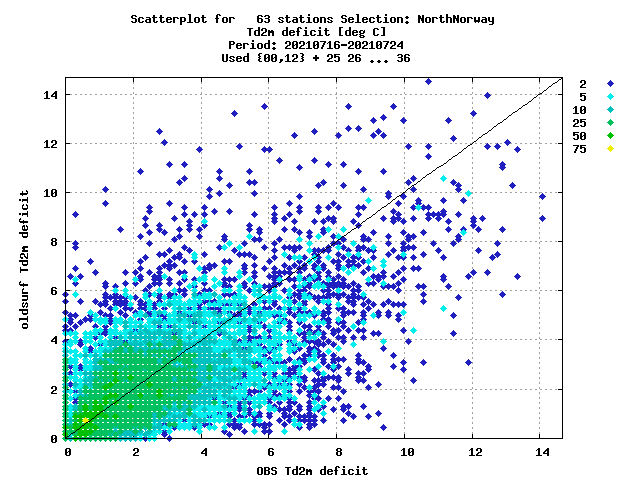 Scatterplot for   63 stations Selection: NorthNorway
Td2m deficit [deg C]
Period: 20210716-20210724
Used {00,12} + 25 26 ... 36
2
5
10
25
50
75
14
12
10
8
6
4
2
0
oldsurf Td2m deficit
0 2 4 6 8 10 12 14
OBS Td2m deficit